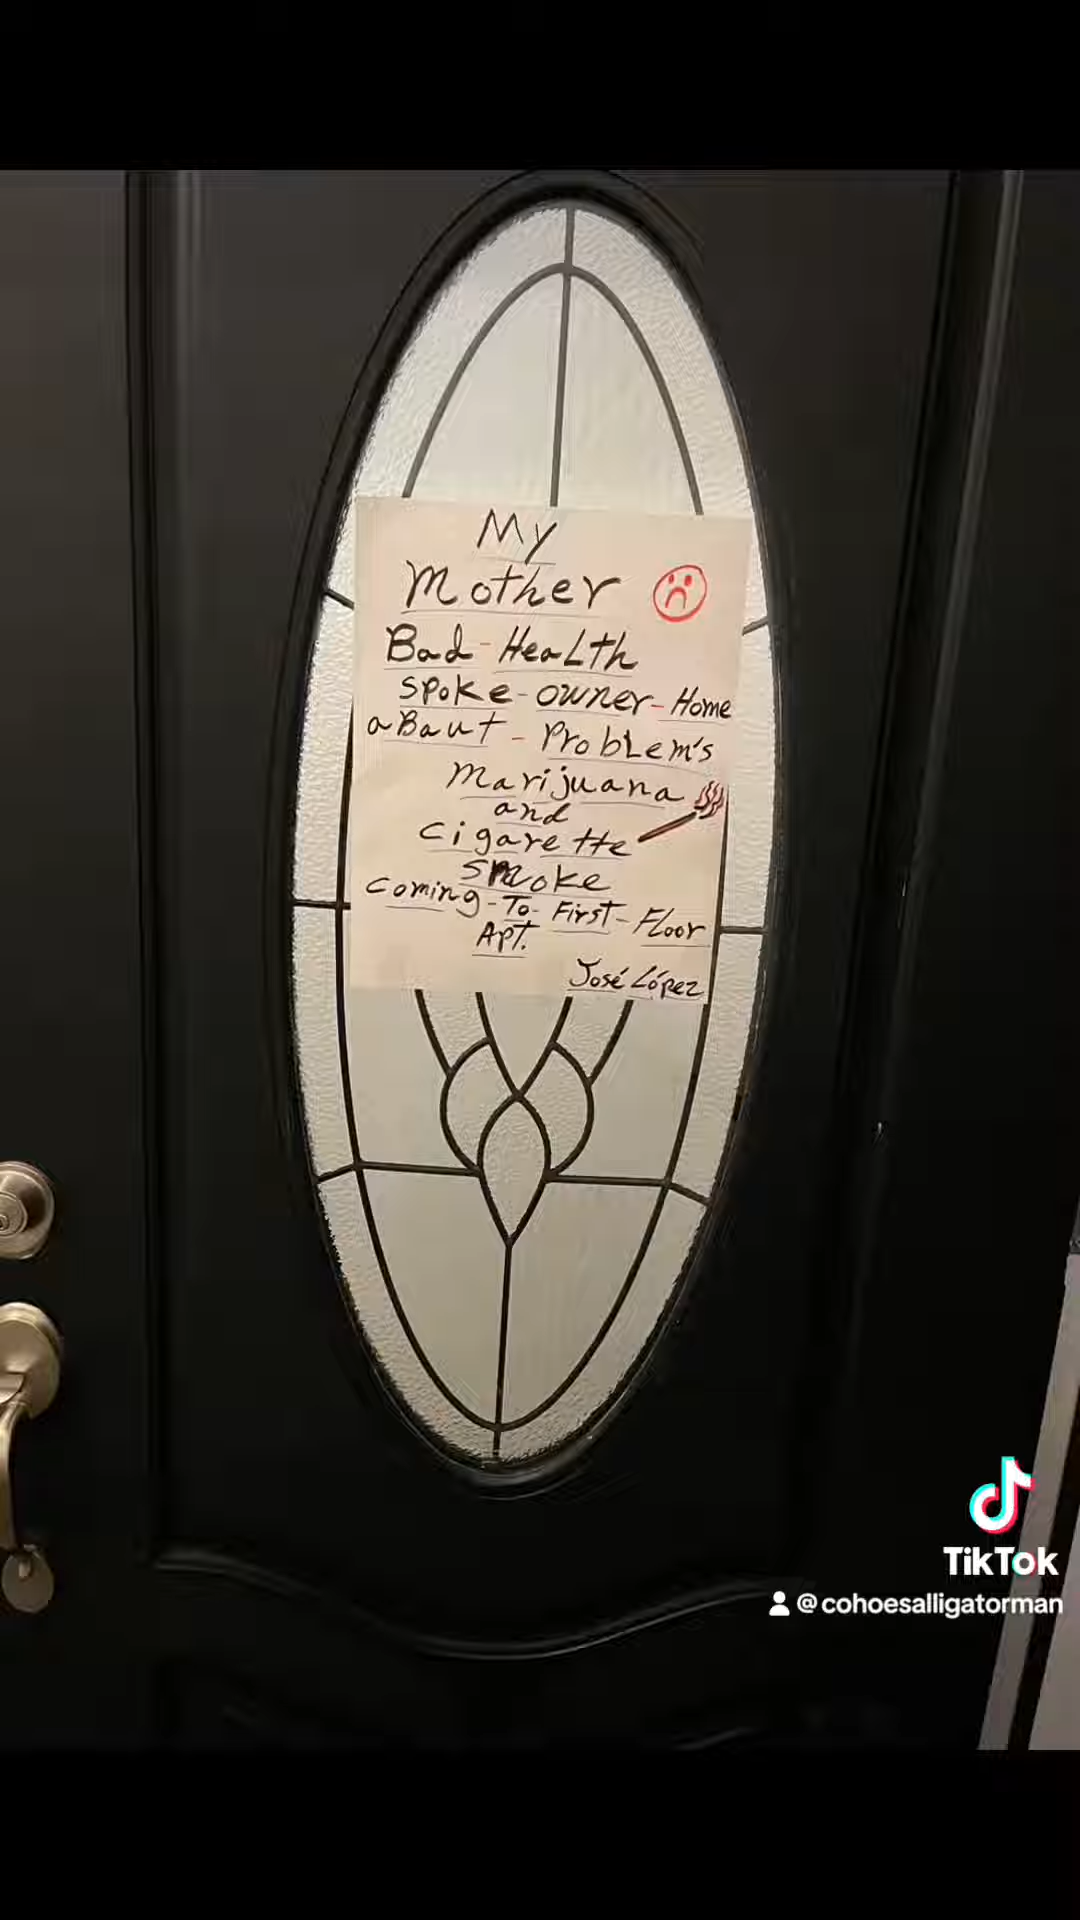 My
Mother
Bad-Health
spoke-owner-Home
aBaut-Problem's
Marijuana
and
cigarette
smoke
coming-To-First-Floor
Apt.
José López
TikTok
@cohoesalligatorman